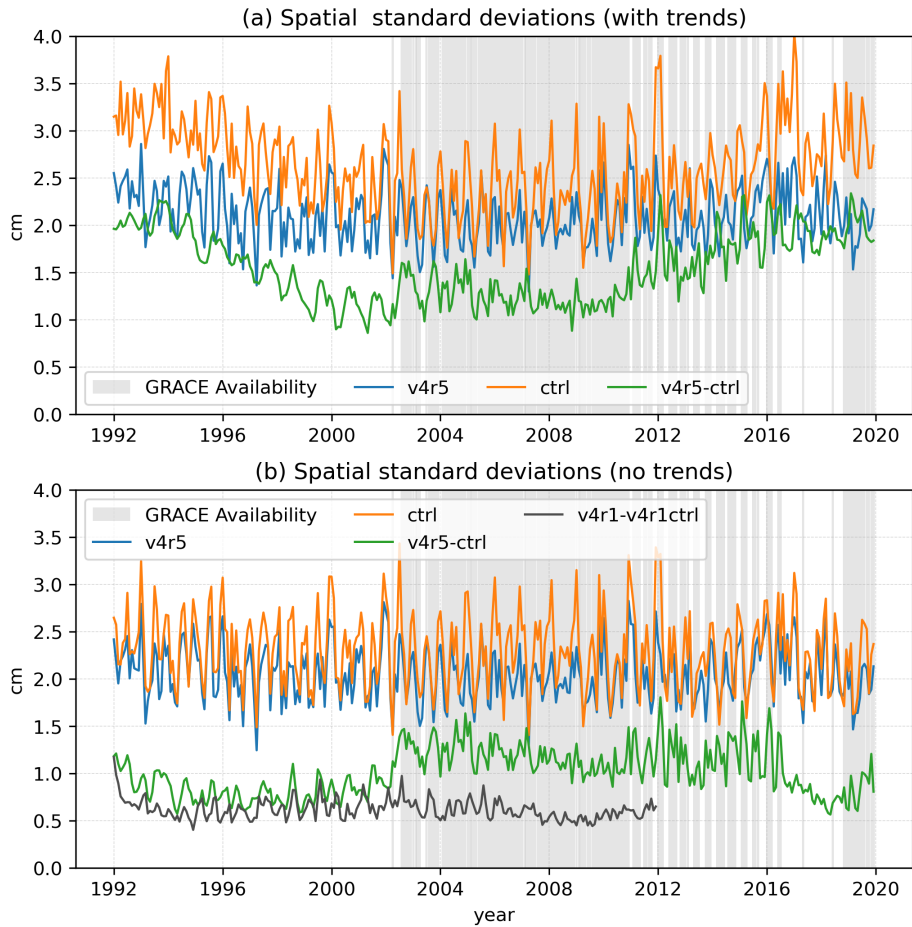 (a) Spatial  standard deviations (with trends)
4.0
3.5
3.0
2.5
2.0
1.5
1.0
0.5
0.0
cm
GRACE Availability v4r5 ctrl v4r5-ctrl
1992 1996 2000 2004 2008 2012 2016 2020
(b) Spatial standard deviations (no trends)
4.0
3.5
3.0
2.5
2.0
1.5
1.0
0.5
0.0
cm
GRACE Availability ctrl v4r1-v4r1ctrl
v4r5 v4r5-ctrl
1992 1996 2000 2004 2008 2012 2016 2020
year